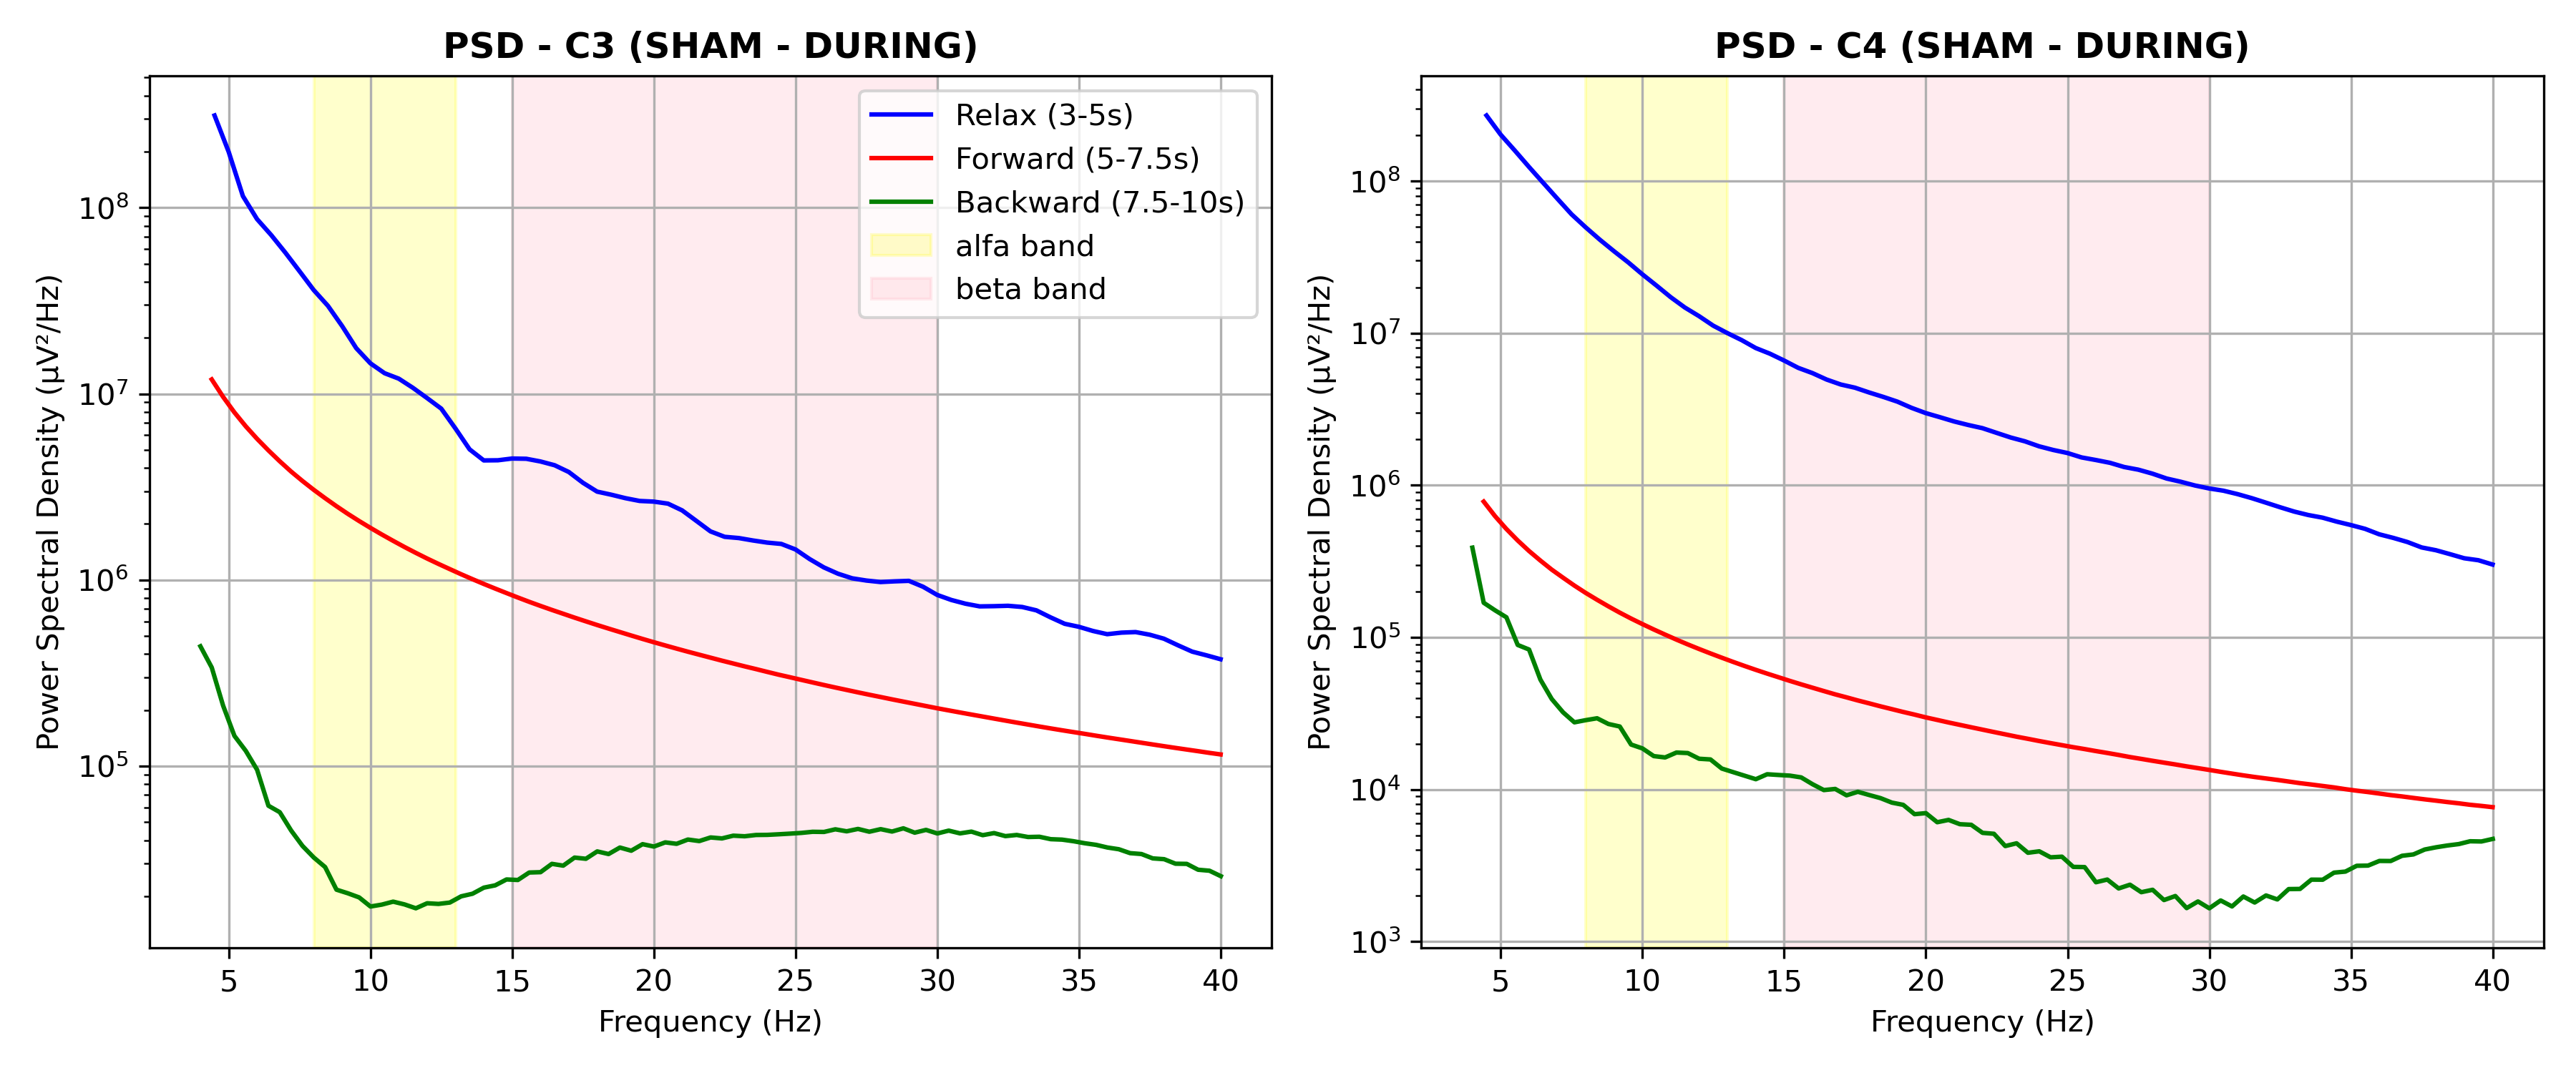 PSD - C3 (SHAM - DURING)
Power Spectral Density (µV²/Hz)
10⁸
10⁷
10⁶
10⁵
Relax (3-5s)
Forward (5-7.5s)
Backward (7.5-10s)
alfa band
beta band
5 10 15 20 25 30 35 40
Frequency (Hz)
PSD - C4 (SHAM - DURING)
Power Spectral Density (µV²/Hz)
10⁸
10⁷
10⁶
10⁵
10⁴
10³
5 10 15 20 25 30 35 40
Frequency (Hz)